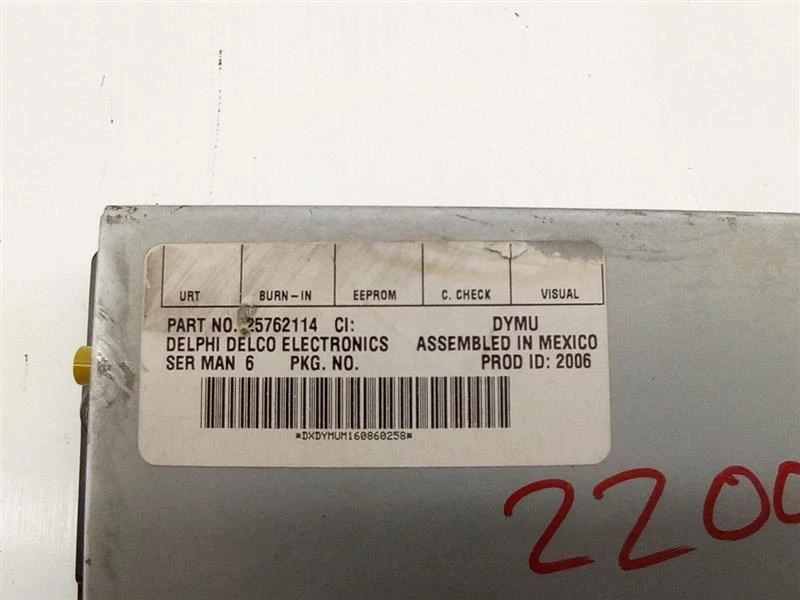 URT BURN-IN EEPROM C. CHECK VISUAL
PART NO. 25762114 CI: DYMU
DELPHI DELCO ELECTRONICS ASSEMBLED IN MEXICO
SER MAN 6 PKG. NO. PROD ID: 2006
*DXDYMUM160860258*
2200